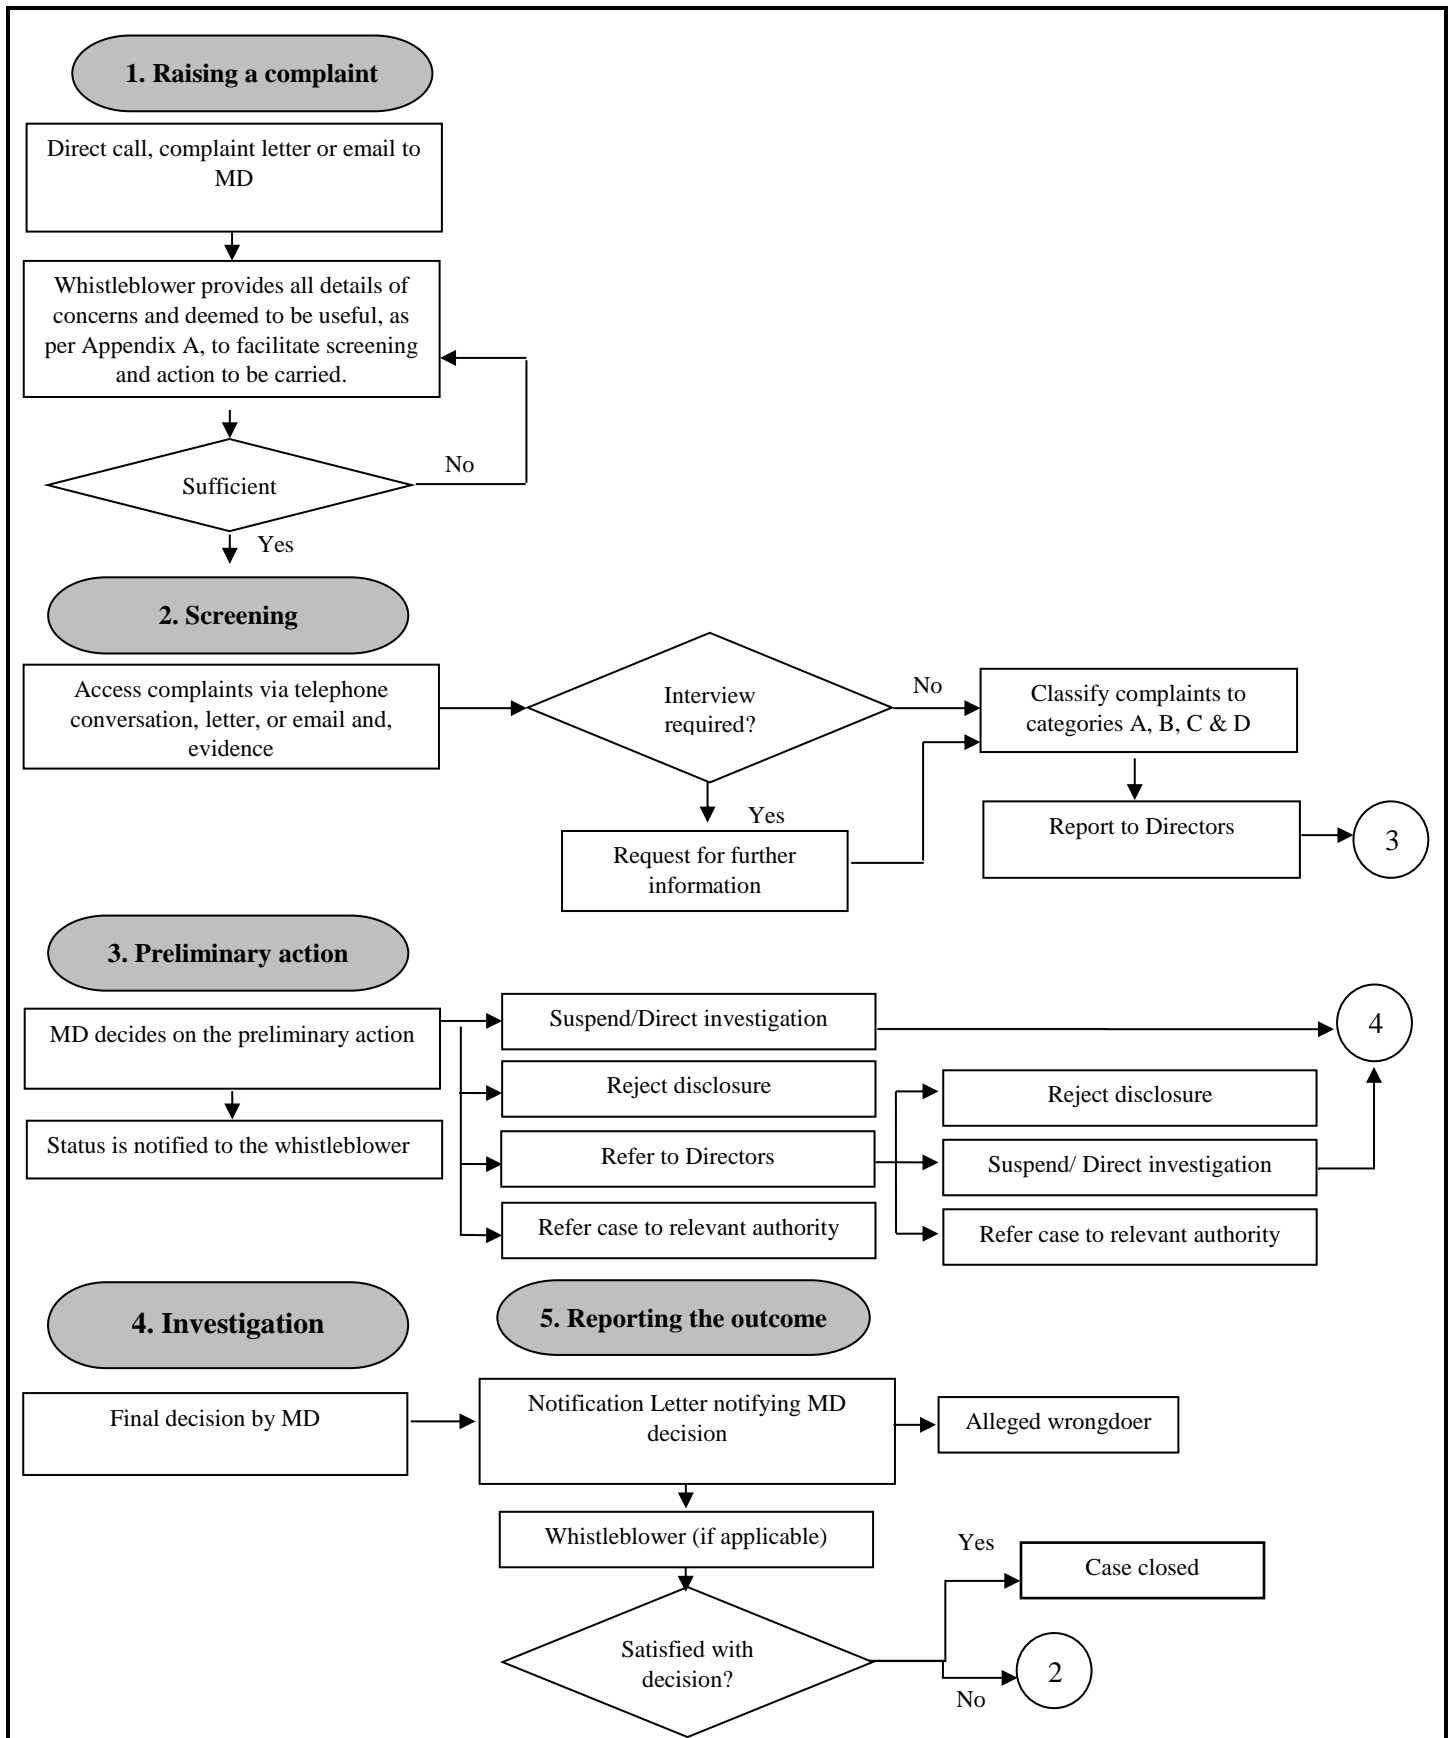 1. Raising a complaint
Direct call, complaint letter or email to
MD
Whistleblower provides all details of
concerns and deemed to be useful, as
per Appendix A, to facilitate screening
and action to be carried.
Sufficient
No
Yes
2. Screening
Access complaints via telephone
conversation, letter, or email and,
evidence
Interview
required?
No
Yes
Request for further
information
Classify complaints to
categories A, B, C & D
Report to Directors
3
3. Preliminary action
MD decides on the preliminary action
Status is notified to the whistleblower
Suspend/Direct investigation
Reject disclosure
Refer to Directors
Refer case to relevant authority
Reject disclosure
Suspend/ Direct investigation
Refer case to relevant authority
4
4. Investigation
Final decision by MD
5. Reporting the outcome
Notification Letter notifying MD
decision
Alleged wrongdoer
Whistleblower (if applicable)
Satisfied with
decision?
Yes
Case closed
No
2